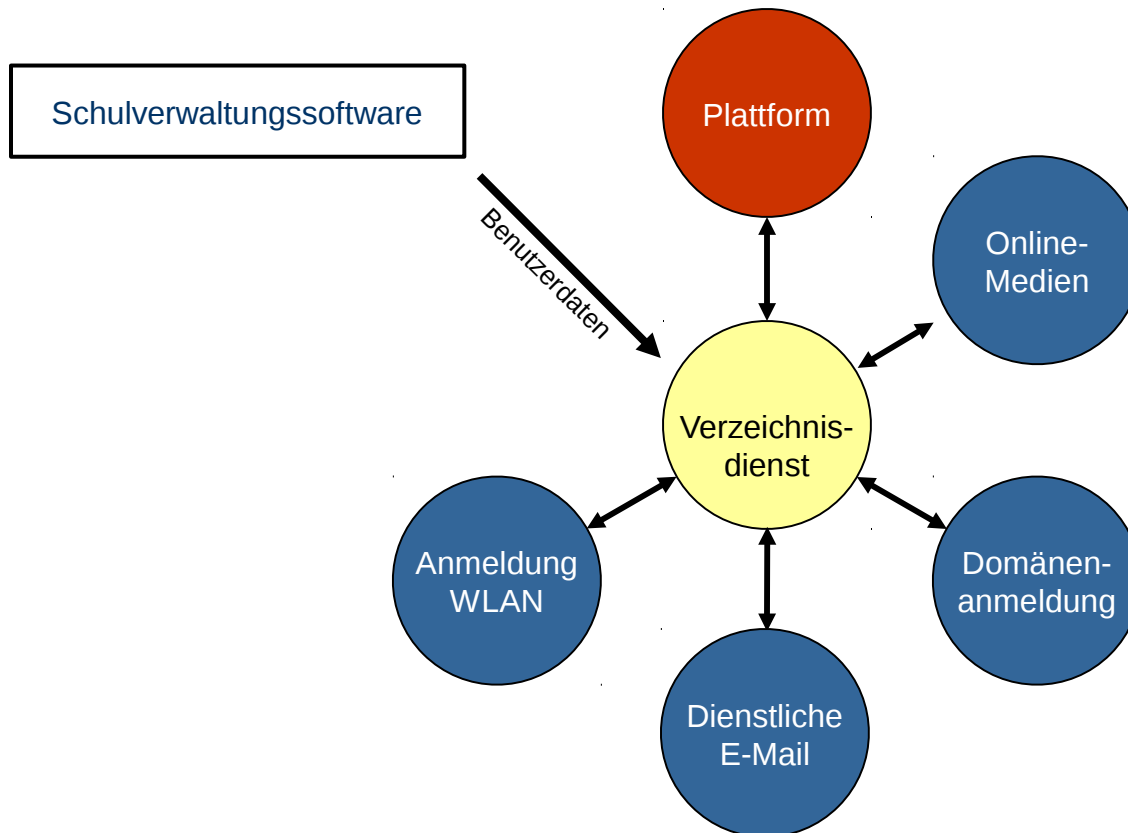 Schulverwaltungssoftware
Plattform
Benutzerdaten
Online-
Medien
Verzeichnis-
dienst
Anmeldung
WLAN
Domänen-
anmeldung
Dienstliche
E-Mail